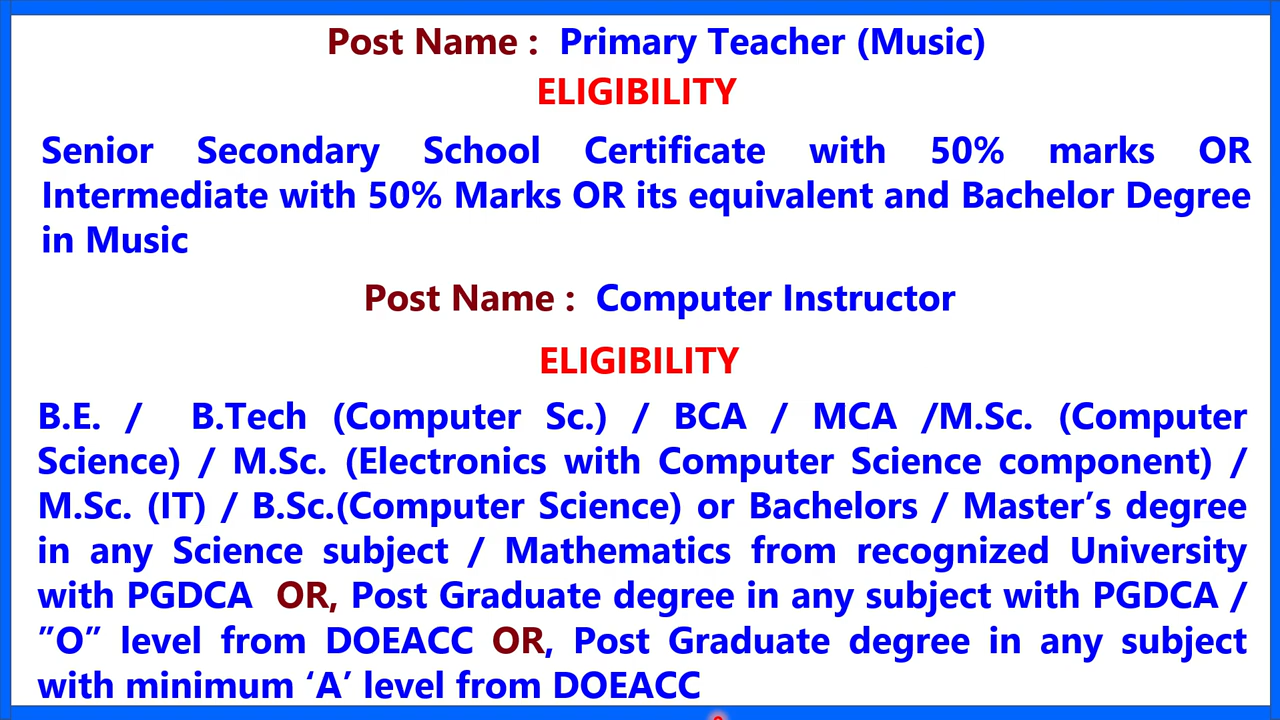 Post Name : Primary Teacher (Music)
ELIGIBILITY
Senior Secondary School Certificate with 50% marks OR
Intermediate with 50% Marks OR its equivalent and Bachelor Degree
in Music
Post Name : Computer Instructor
ELIGIBILITY
B.E. / B.Tech (Computer Sc.) / BCA / MCA /M.Sc. (Computer
Science) / M.Sc. (Electronics with Computer Science component) /
M.Sc. (IT) / B.Sc.(Computer Science) or Bachelors / Master’s degree
in any Science subject / Mathematics from recognized University
with PGDCA OR, Post Graduate degree in any subject with PGDCA /
”O” level from DOEACC OR, Post Graduate degree in any subject
with minimum ‘A’ level from DOEACC